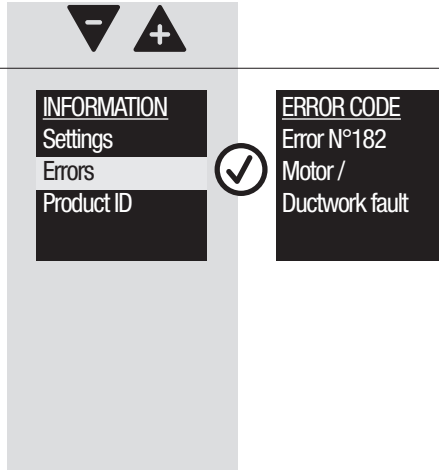 INFORMATION
Settings
Errors
Product ID
ERROR CODE
Error N°182
Motor /
Ductwork fault